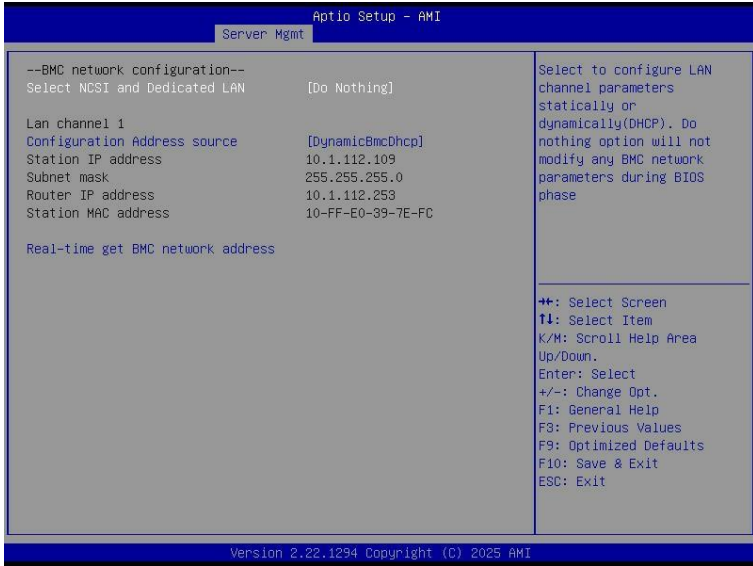 Aptio Setup - AMI
Server Mgmt
--BMC network configuration--
Select NCSI and Dedicated LAN [Do Nothing]
Lan channel 1
Configuration Address source [DynamicBmcDhcp]
Station IP address 10.1.112.109
Subnet mask 255.255.255.0
Router IP address 10.1.112.253
Station MAC address 10-FF-E0-39-7E-FC
Real-time get BMC network address
Select to configure LAN
channel parameters
statically or
dynamically(DHCP). Do
nothing option will not
modify any BMC network
parameters during BIOS
phase
→←: Select Screen
↑↓: Select Item
K/M: Scroll Help Area
Up/Down.
Enter: Select
+/-: Change Opt.
F1: General Help
F3: Previous Values
F9: Optimized Defaults
F10: Save & Exit
ESC: Exit
Version 2.22.1294 Copyright (C) 2025 AMI